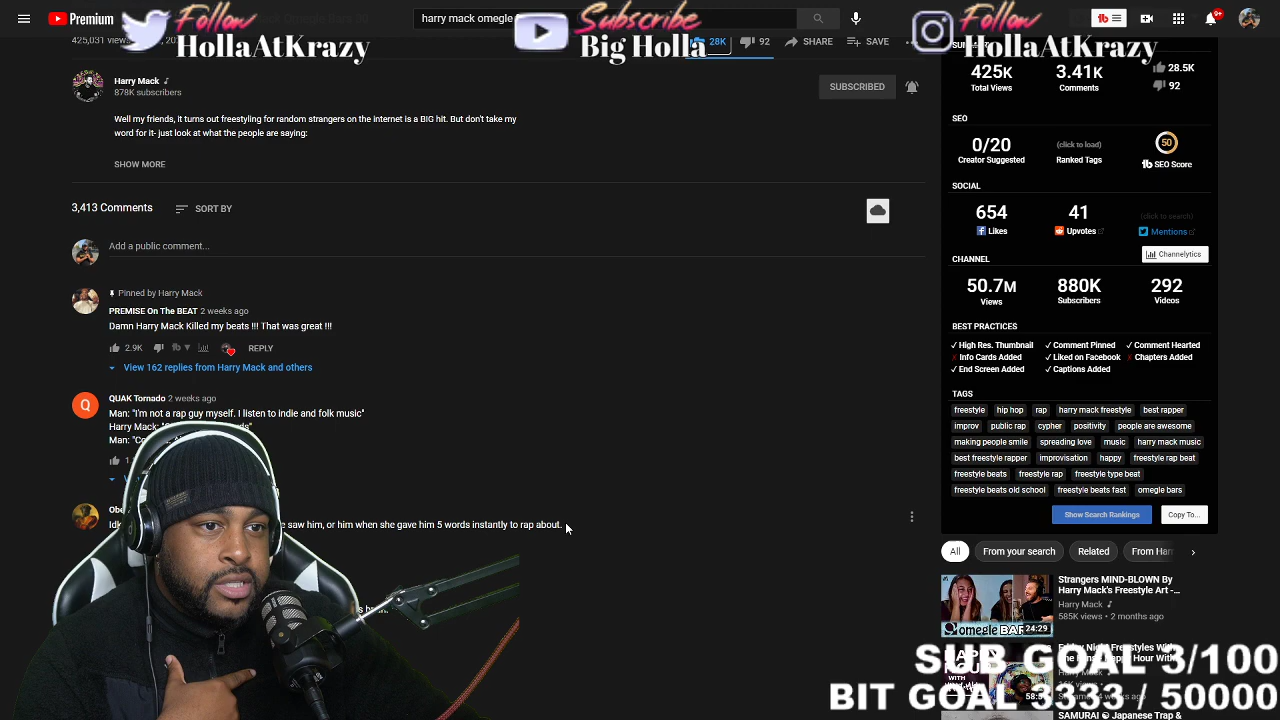 Premium
harry mack omegle
9+
Follow
HollaAtKrazy
Subscribe
Big Holla
Follow
HollaAtKrazy
425,031 views
28K
92
SHARE
SAVE
Harry Mack
878K subscribers
SUBSCRIBED
Well my friends, it turns out freestyling for random strangers on the internet is a BIG hit. But don't take my
word for it- just look at what the people are saying:
SHOW MORE
3,413 Comments
SORT BY
Add a public comment...
Pinned by Harry Mack
PREMISE On The BEAT 2 weeks ago
Damn Harry Mack Killed my beats !!! That was great !!!
2.9K
REPLY
View 162 replies from Harry Mack and others
Q
QUAK Tornado 2 weeks ago
Man: "I'm not a rap guy myself. I listen to indie and folk music"
Harry Mack:
Man:
saw him, or him when she gave him 5 words instantly to rap about.
425K
Total Views
3.41K
Comments
28.5K
92
SEO
0/20
Creator Suggested
(click to load)
Ranked Tags
50
tb SEO Score
SOCIAL
654
Likes
41
Upvotes
(click to search)
Mentions
CHANNEL
Channelytics
50.7M
Views
880K
Subscribers
292
Videos
BEST PRACTICES
✓ High Res. Thumbnail ✓ Comment Pinned ✓ Comment Hearted
✗ Info Cards Added ✓ Liked on Facebook ✗ Chapters Added
✓ End Screen Added ✓ Captions Added
TAGS
freestyle hip hop rap harry mack freestyle best rapper
improv public rap cypher positivity people are awesome
making people smile spreading love music harry mack music
best freestyle rapper improvisation happy freestyle rap beat
freestyle beats freestyle rap freestyle type beat
freestyle beats old school freestyle beats fast omegle bars
Show Search Rankings
Copy To...
All
From your search
Related
From Har
Strangers MIND-BLOWN By
Harry Mack's Freestyle Art -...
Harry Mack
585K views • 2 months ago
omegle BAR
24:29
SUB GOAL 3/100
BIT GOAL 3333 / 50000